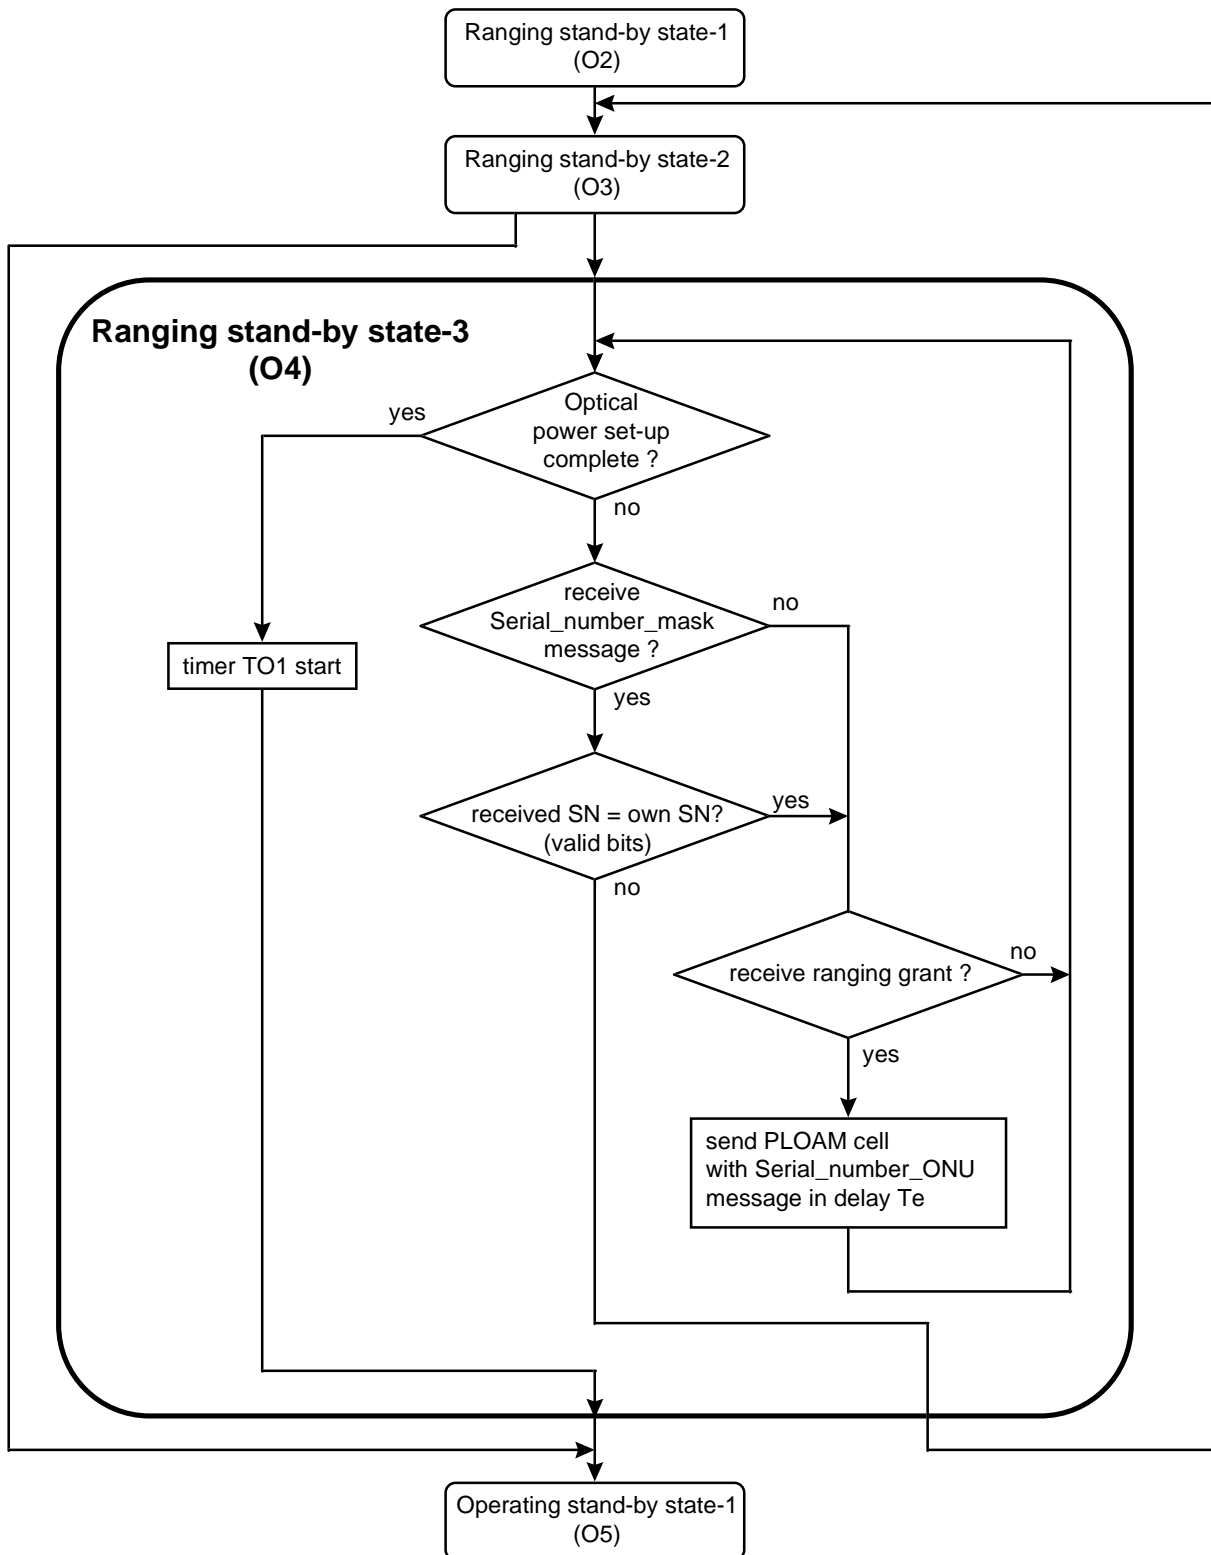 Ranging stand-by state-1
(O2)
Ranging stand-by state-2
(O3)
Ranging stand-by state-3
(O4)
yes
Optical
power set-up
complete ?
no
receive
Serial_number_mask
message ?
no
timer TO1 start
yes
received SN = own SN?
(valid bits)
yes
no
receive ranging grant ?
no
yes
send PLOAM cell
with Serial_number_ONU
message in delay Te
Operating stand-by state-1
(O5)